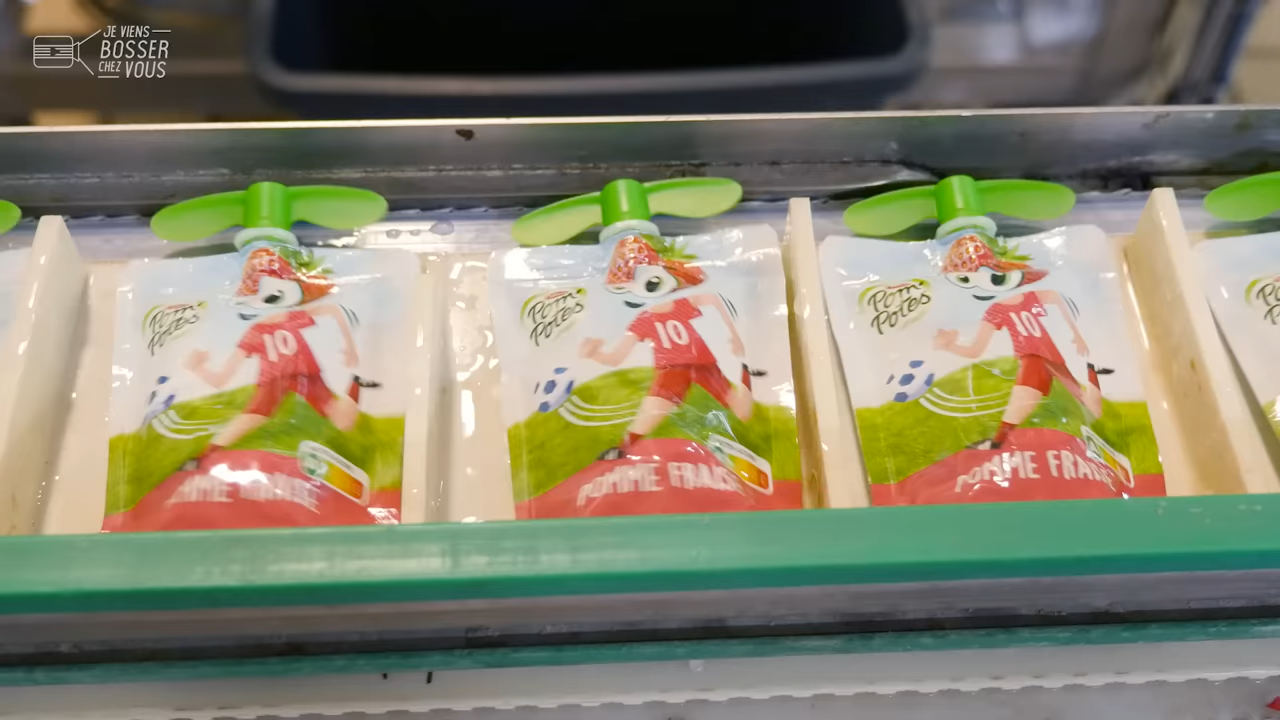 JE VIENS
BOSSER
CHEZ VOUS
Pom'
Potes
10
Pom'
Potes
10
POMME FRAISE
Pom'
Potes
10
POMME FRAISE